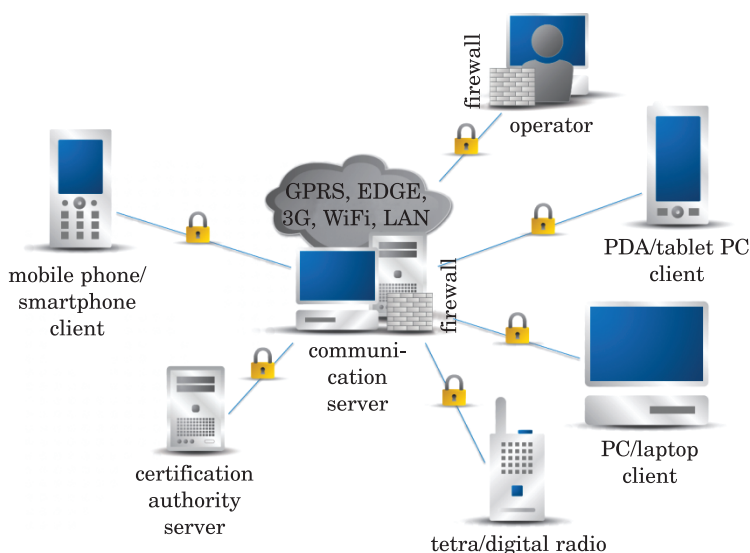 firewall
operator
GPRS, EDGE,
3G, WiFi, LAN
PDA/tablet PC
client
mobile phone/
smartphone
client
firewall
communi-
cation
server
PC/laptop
client
certification
authority
server
tetra/digital radio